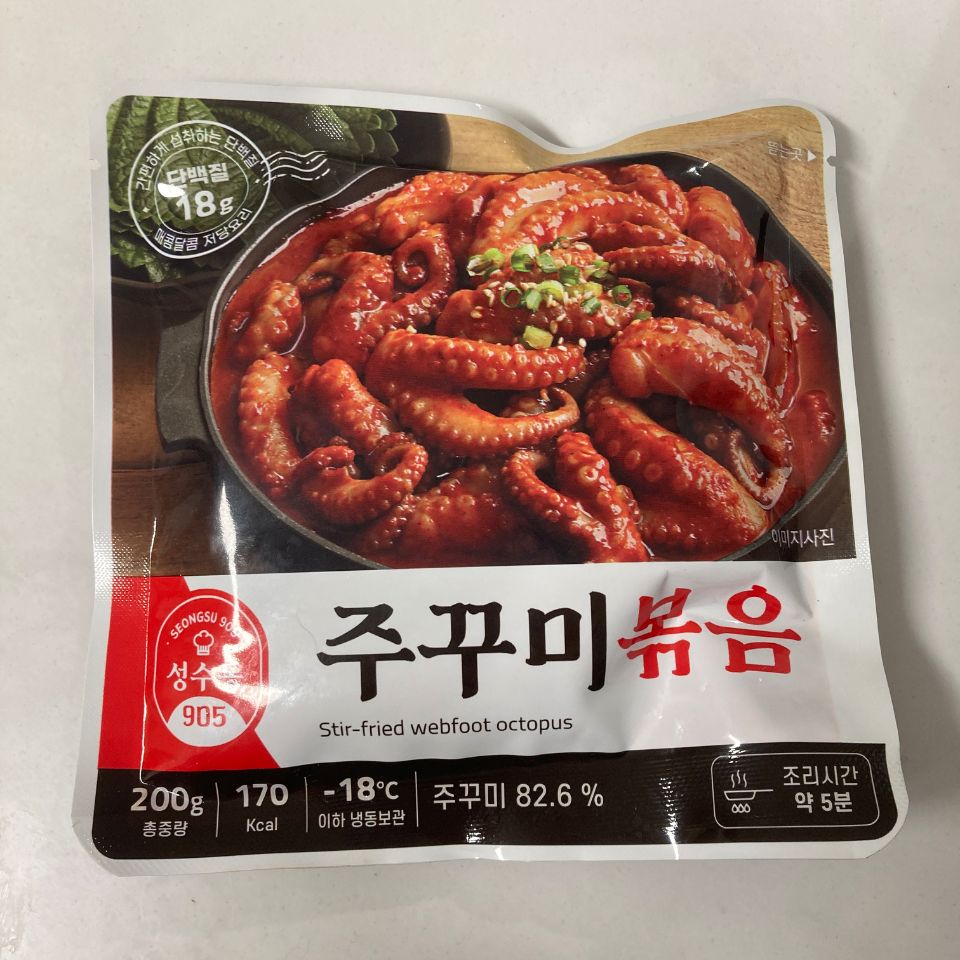 간편하게 섭취하는 단백질
단백질
18g
매콤달콤 저당요리
뜯는곳
이미지사진
SEONGSU
성수
905
주꾸미볶음
Stir-fried webfoot octopus
200g
총중량
170
Kcal
-18℃
이하 냉동보관
주꾸미 82.6 %
조리시간
약 5분